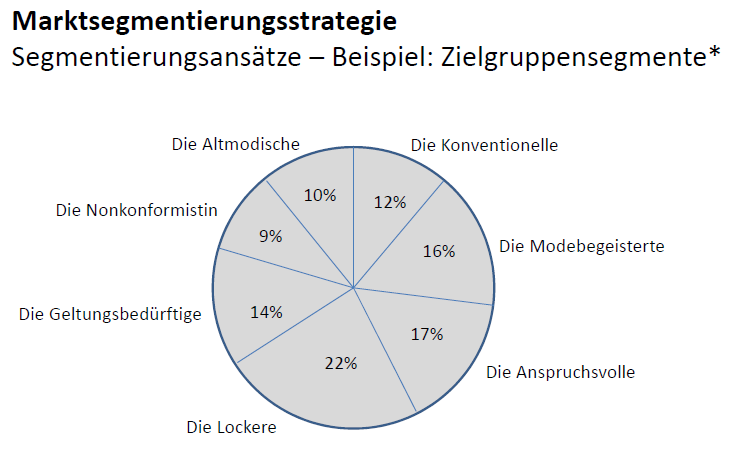 Marktsegmentierungsstrategie
Segmentierungsansätze – Beispiel: Zielgruppensegmente*
Die Altmodische
Die Konventionelle
10%
12%
Die Nonkonformistin
9%
16%
Die Modebegeisterte
Die Geltungsbedürftige
14%
17%
22%
Die Anspruchsvolle
Die Lockere